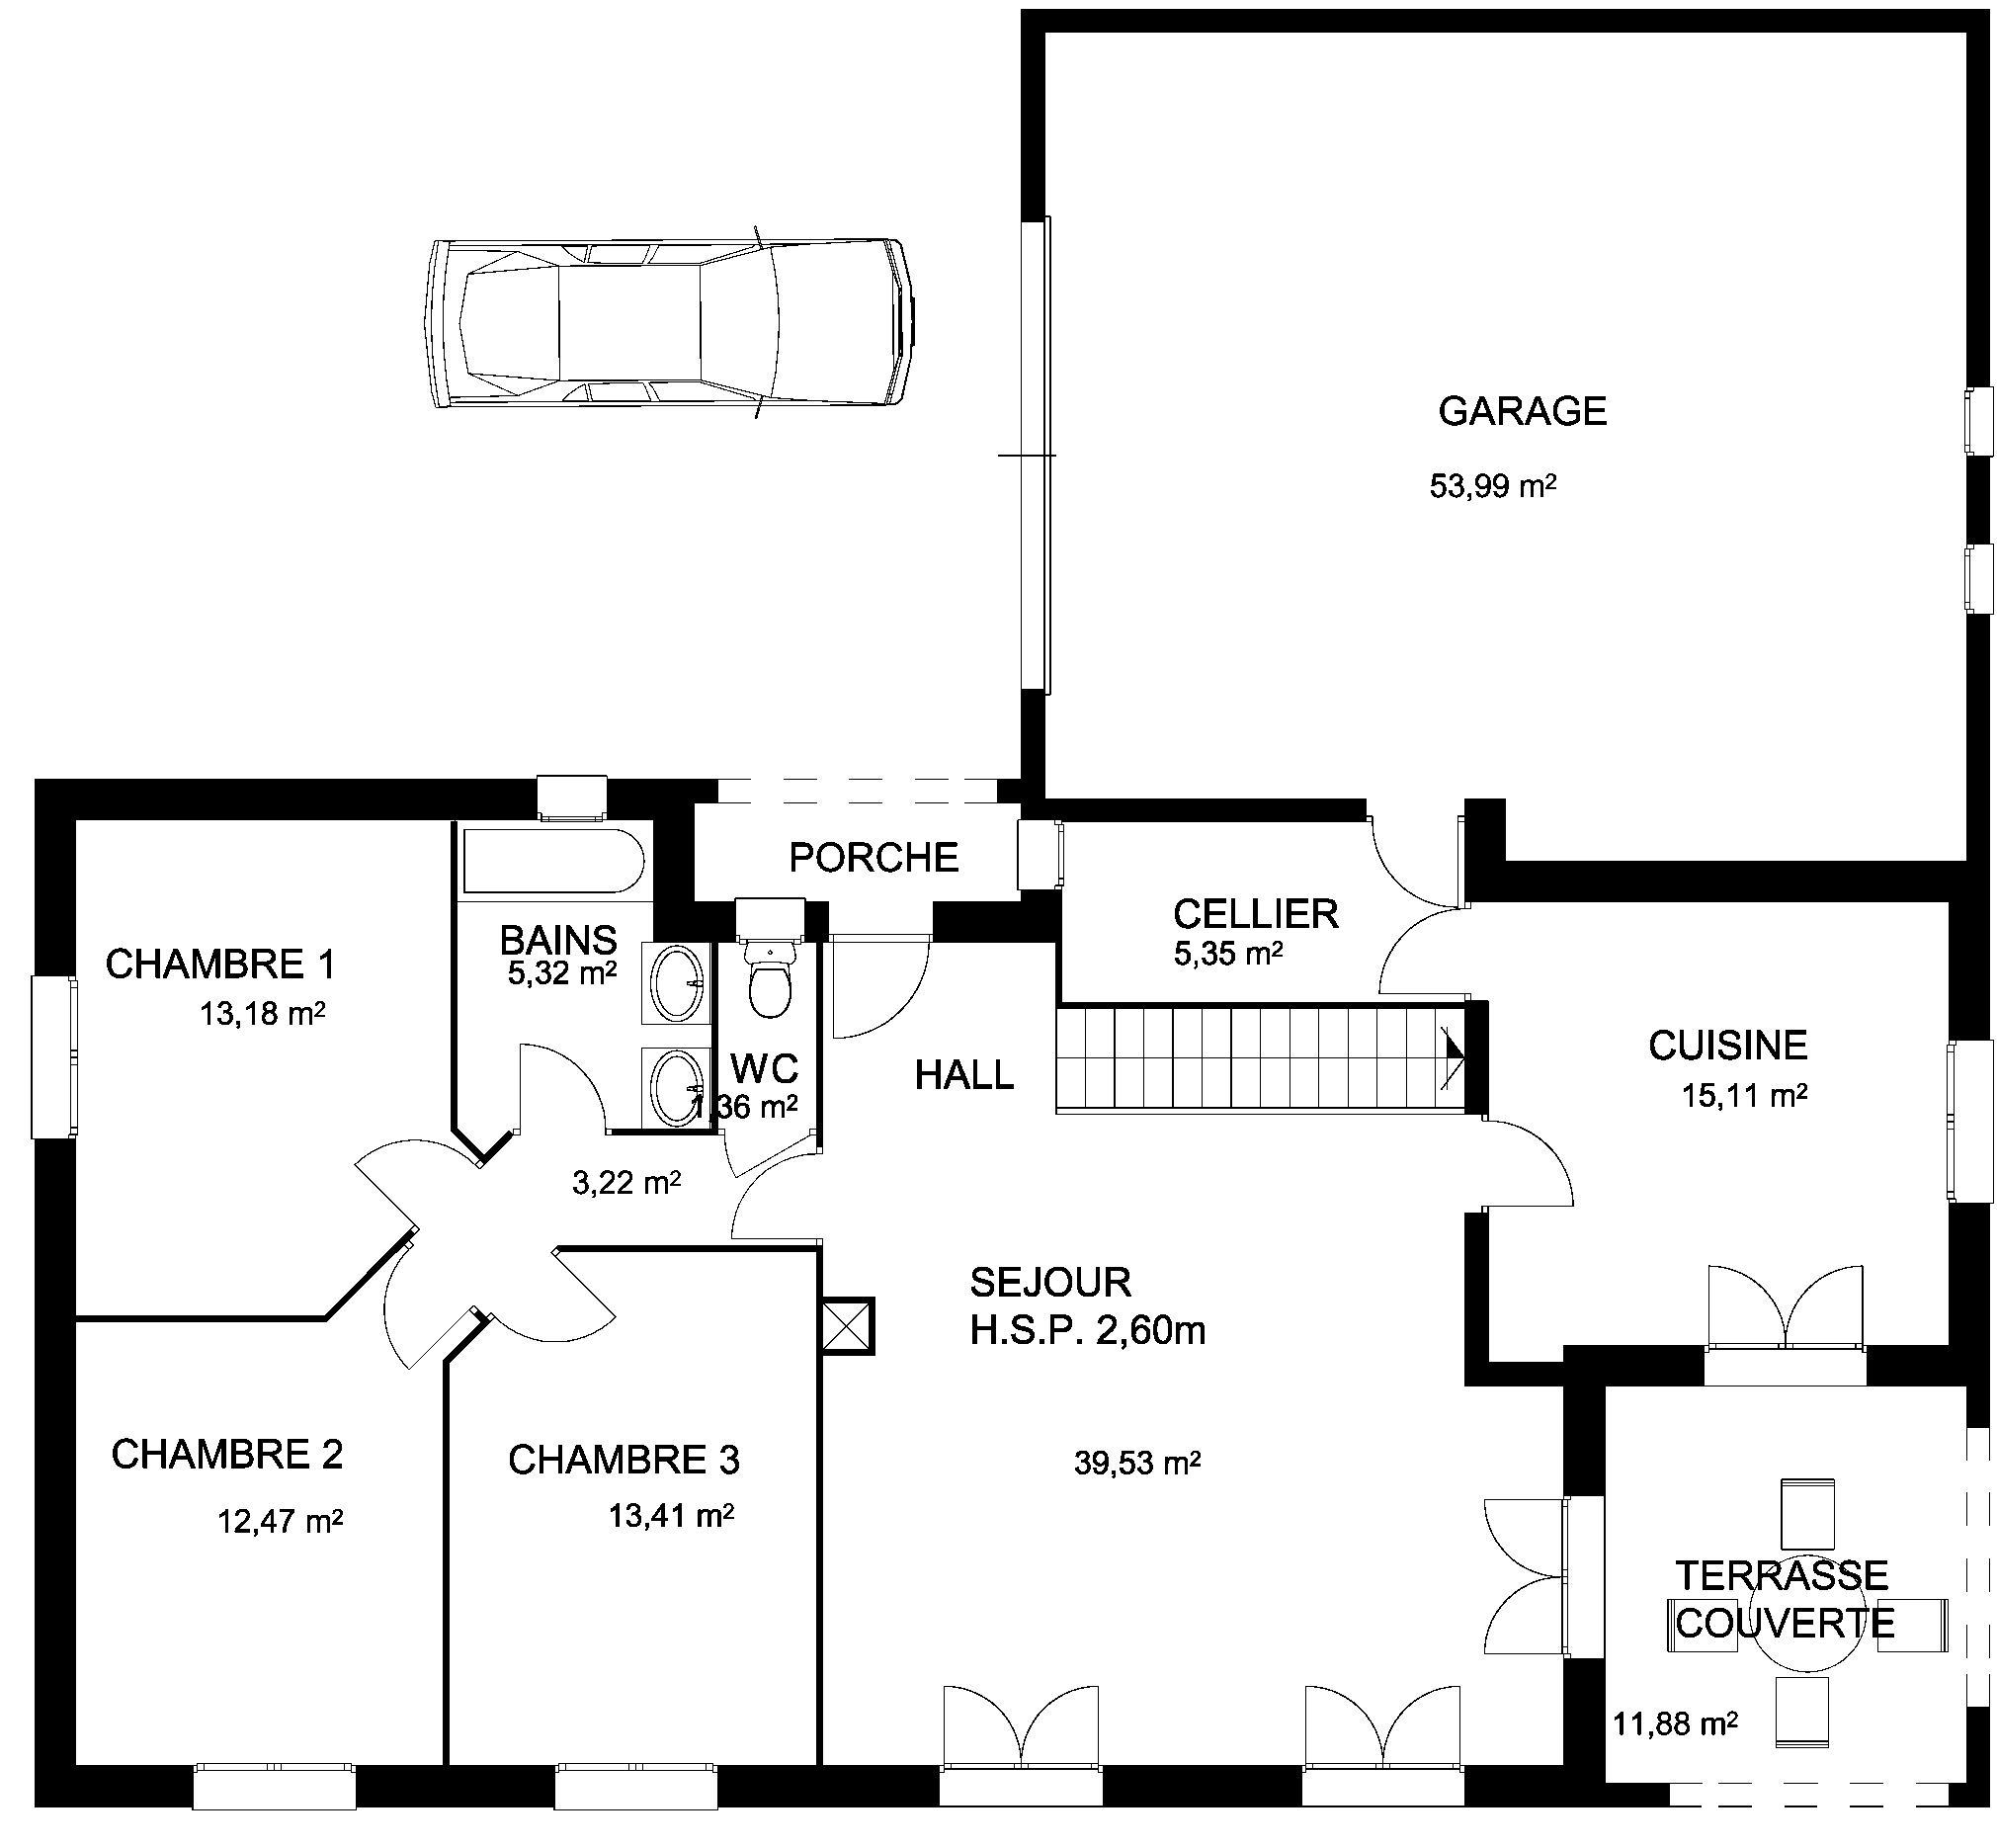 GARAGE
53,99 m²
PORCHE
CELLIER
5,35 m²
BAINS
5,32 m²
CHAMBRE 1
13,18 m²
WC
1,36 m²
HALL
CUISINE
15,11 m²
3,22 m²
SEJOUR
H.S.P. 2,60m
39,53 m²
CHAMBRE 2
12,47 m²
CHAMBRE 3
13,41 m²
TERRASSE
COUVERTE
11,88 m²